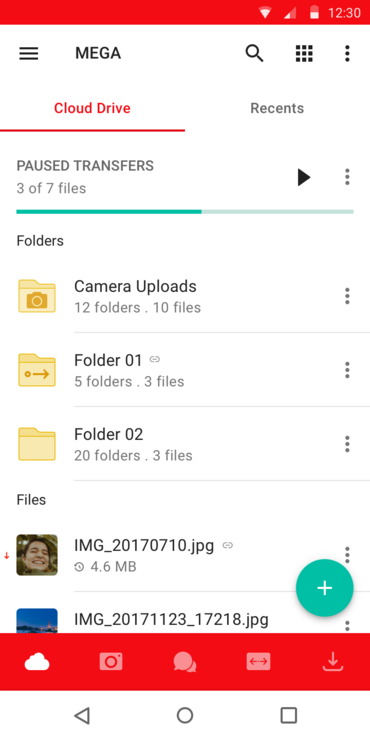 12:30
MEGA
Cloud Drive
Recents
PAUSED TRANSFERS
3 of 7 files
Folders
Camera Uploads
12 folders . 10 files
Folder 01
5 folders . 3 files
Folder 02
20 folders . 3 files
Files
IMG_20170710.jpg
4.6 MB
IMG_20171123_17218.jpg